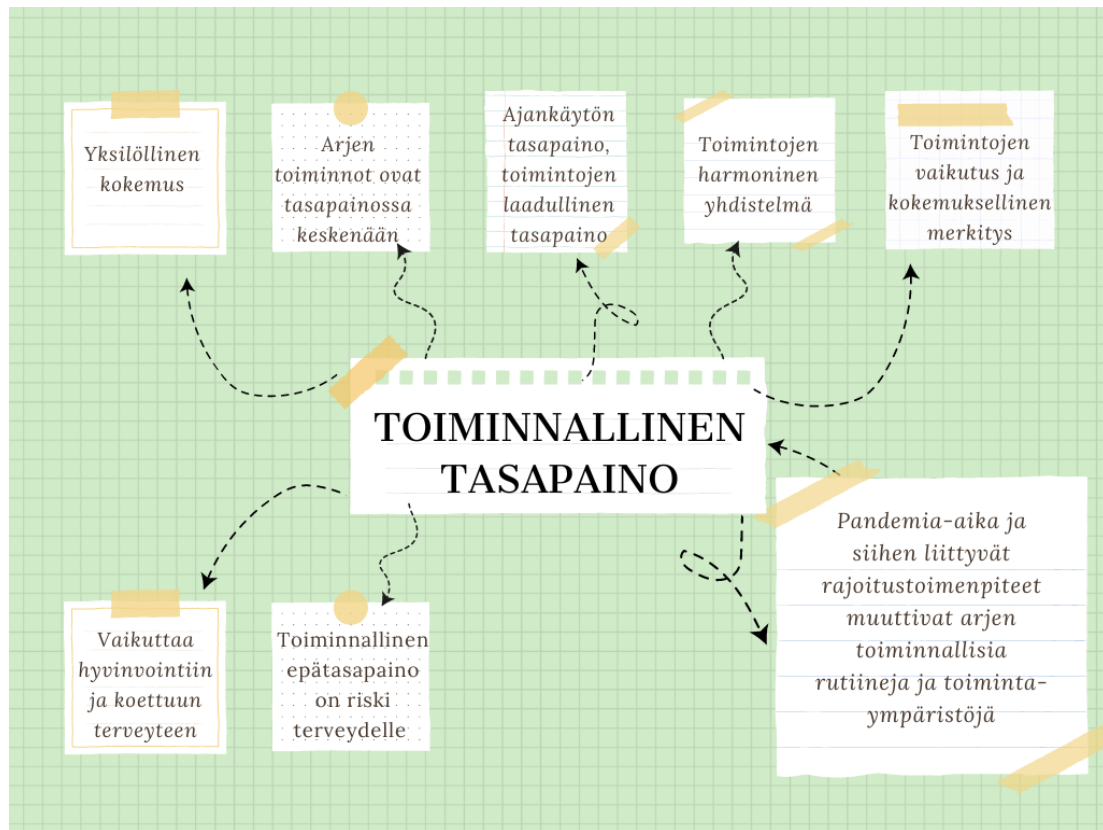 Yksilöllinen
kokemus
Arjen
toiminnot ovat
tasapainossa
keskenään
Ajankäytön
tasapaino,
toimintojen
laadullinen
tasapaino
Toimintojen
harmoninen
yhdistelmä
Toimintojen
vaikutus ja
kokemuksellinen
merkitys
TOIMINNALLINEN
TASAPAINO
Vaikuttaa
hyvinvointiin
ja koettuun
terveyteen
Toiminnallinen
epätasapaino
on riski
terveydelle
Pandemia-aika ja
siihen liittyvät
rajoitustoimenpiteet
muuttivat arjen
toiminnallisia
rutiineja ja toiminta-
ympäristöjä